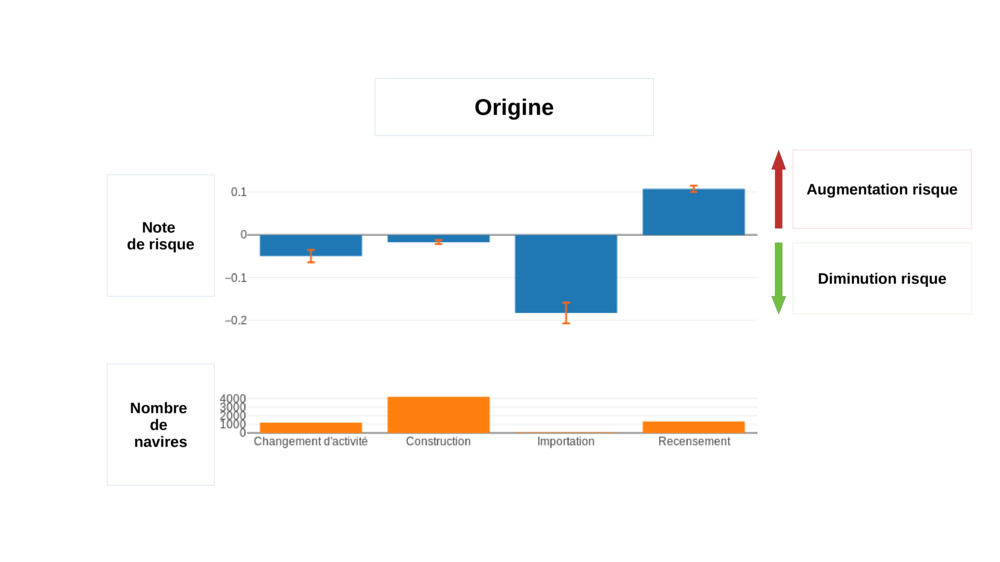 Origine
Note
de risque
0.1
0
−0.1
−0.2
Augmentation risque
Diminution risque
Nombre
de
navires
4000
3000
2000
1000
0
Changement d'activité
Construction
Importation
Recensement